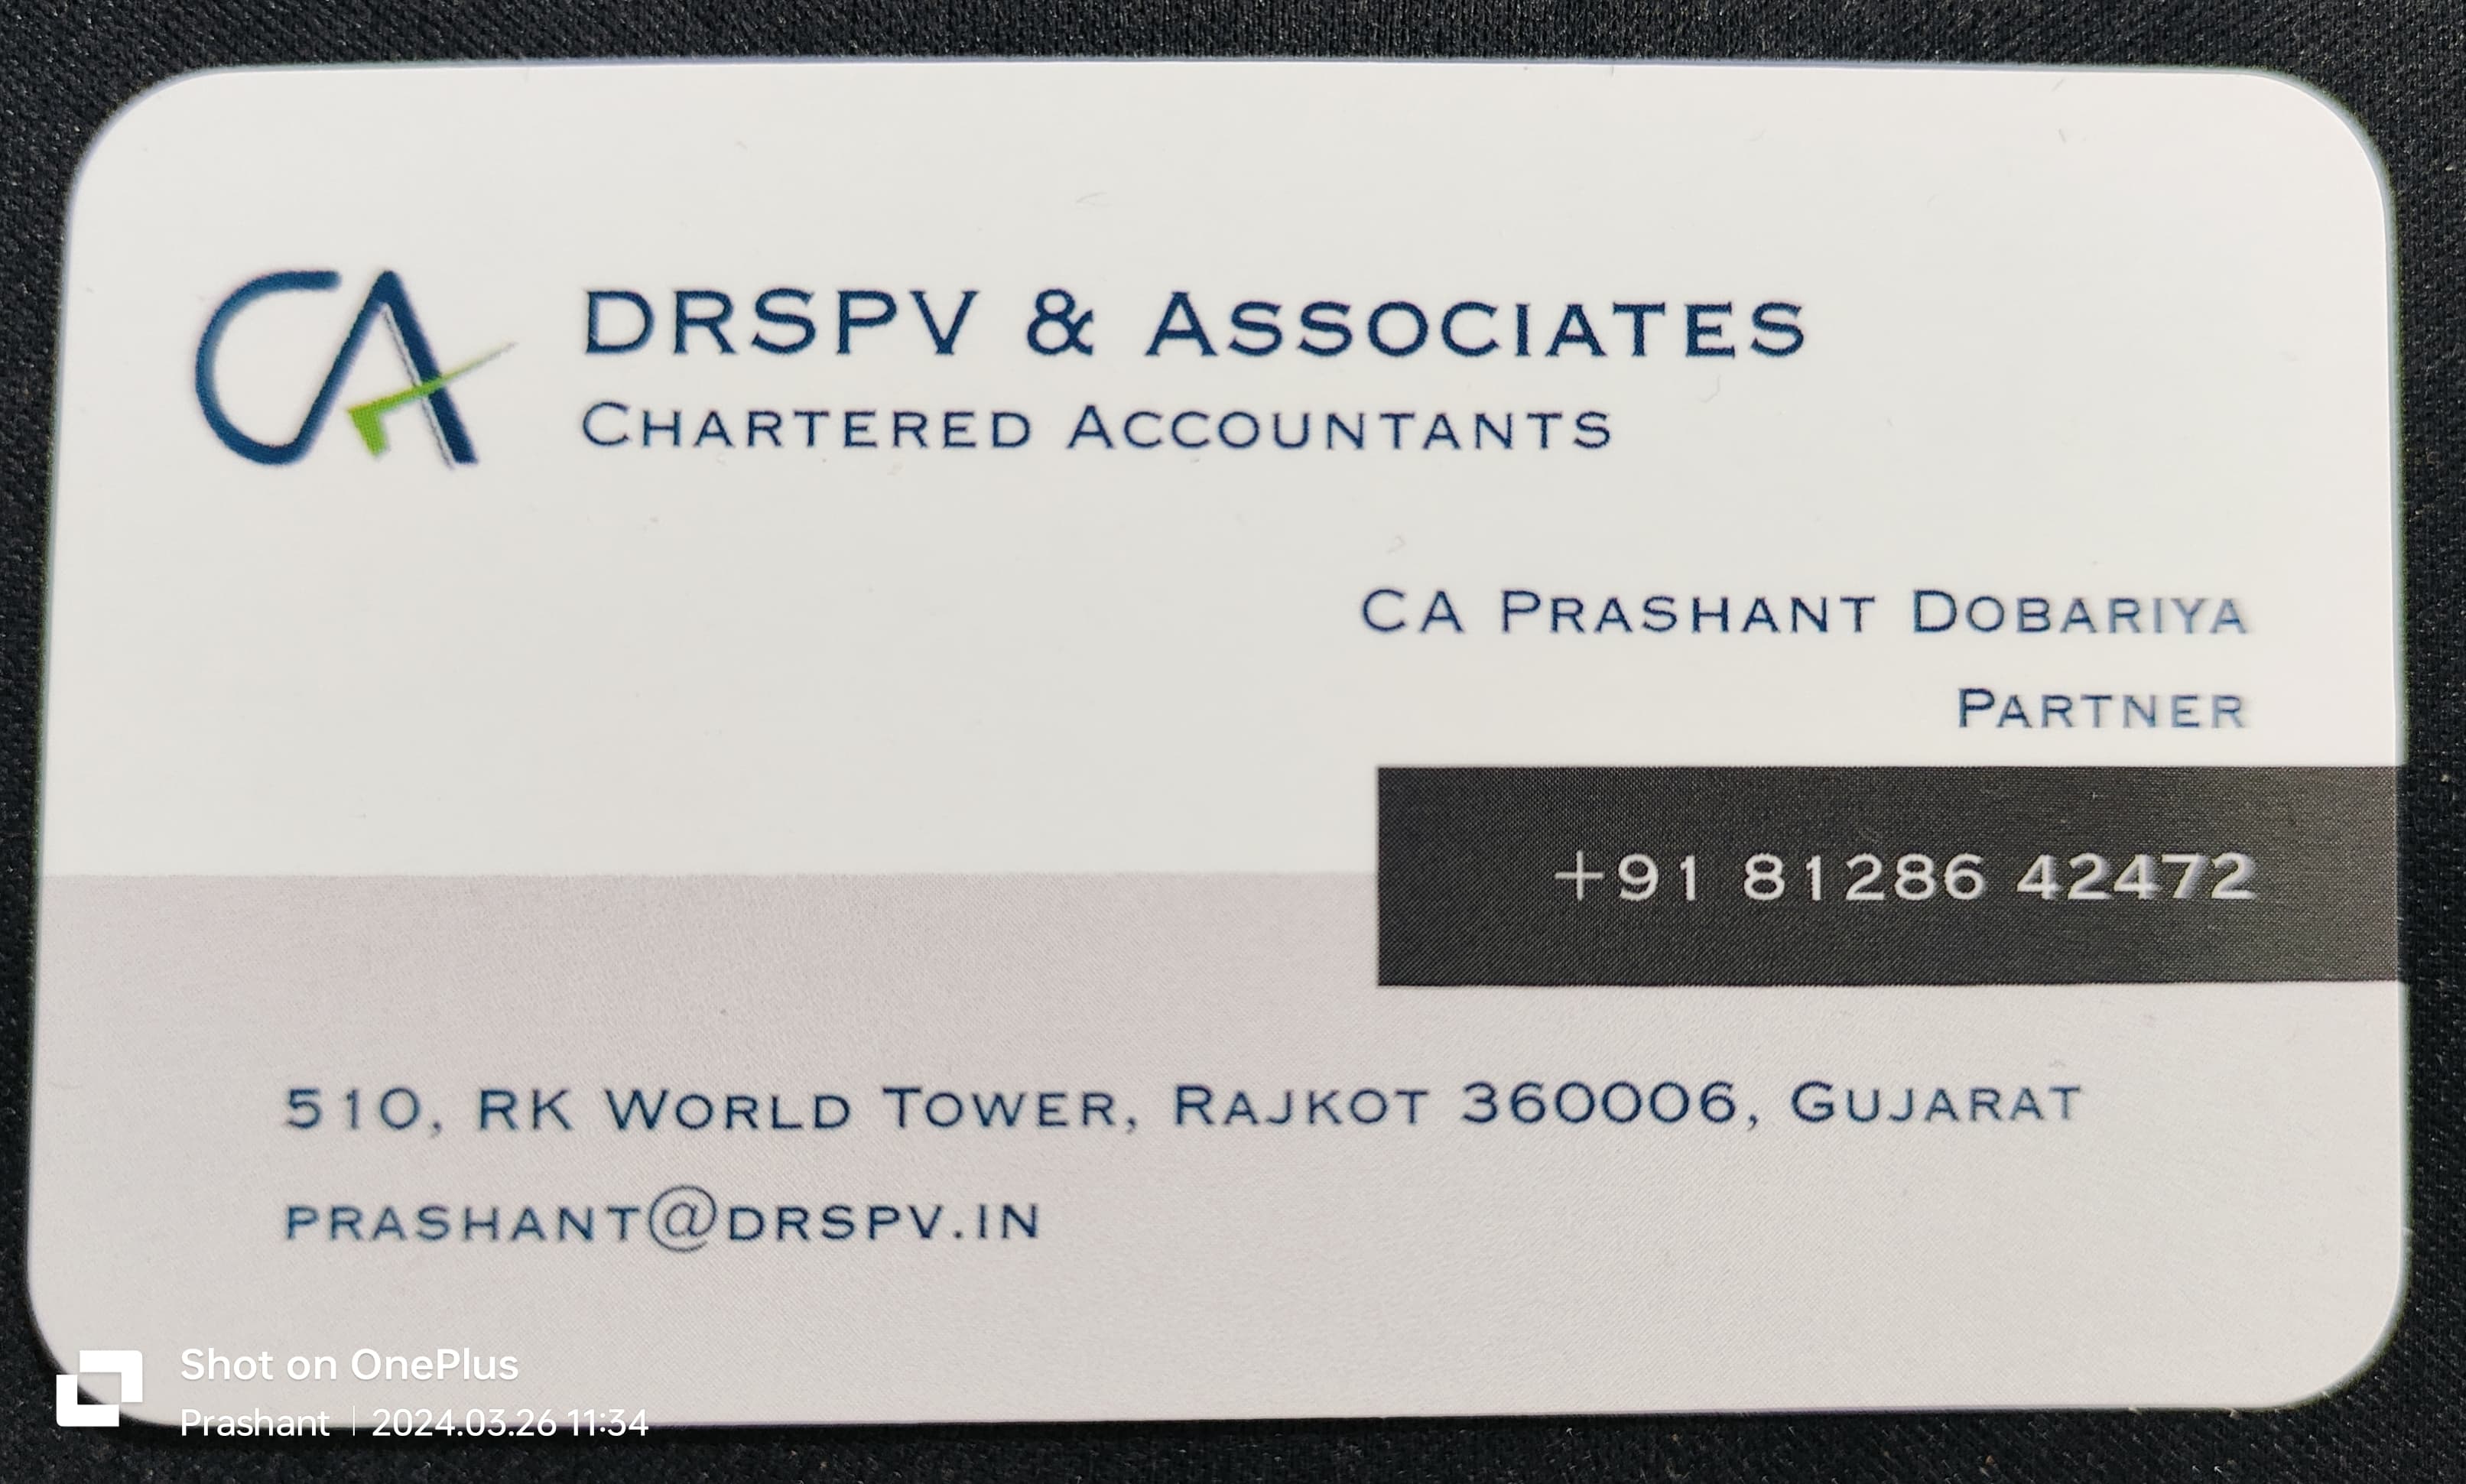 CA DRSPV & Associates
Chartered Accountants
CA Prashant Dobariya
Partner
+91 81286 42472
510, RK World Tower, Rajkot 360006, Gujarat
prashant@drspv.in
Shot on OnePlus
Prashant | 2024.03.26 11:34